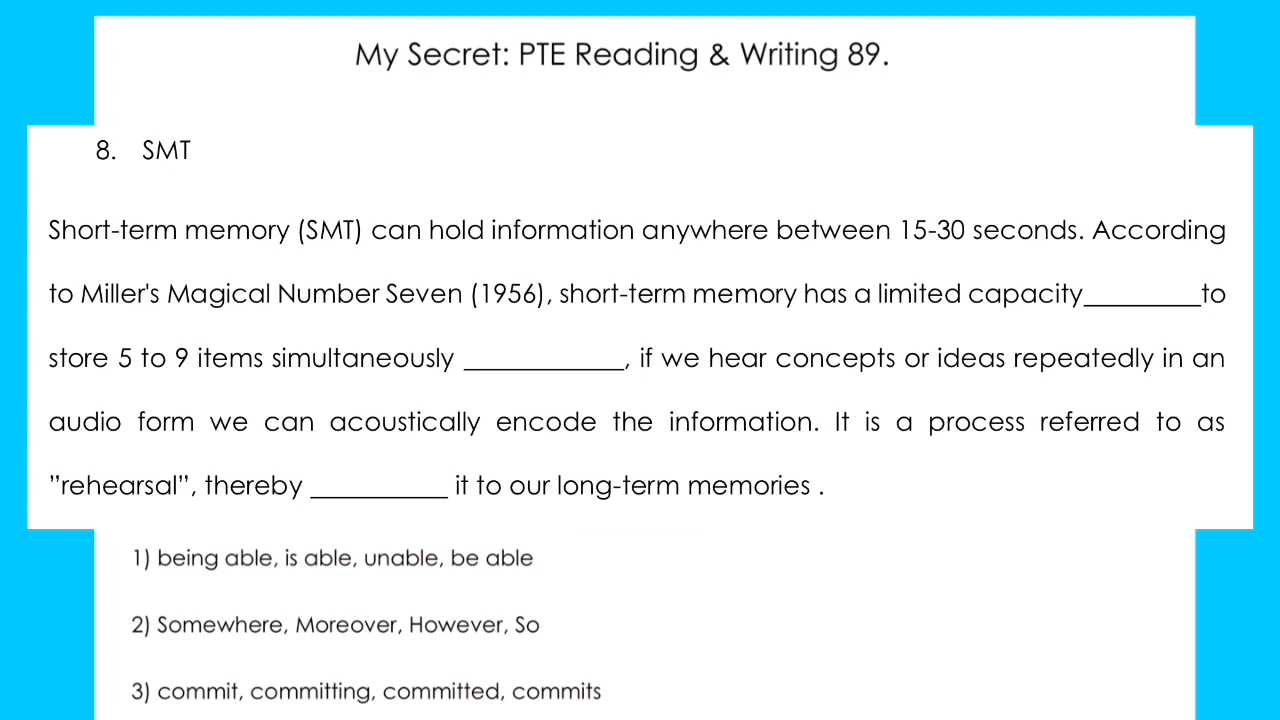 My Secret: PTE Reading & Writing 89.
8. SMT
Short-term memory (SMT) can hold information anywhere between 15-30 seconds. According
to Miller's Magical Number Seven (1956), short-term memory has a limited capacity_________to
store 5 to 9 items simultaneously ____________, if we hear concepts or ideas repeatedly in an
audio form we can acoustically encode the information. It is a process referred to as
”rehearsal”, thereby __________ it to our long-term memories .
1) being able, is able, unable, be able
2) Somewhere, Moreover, However, So
3) commit, committing, committed, commits